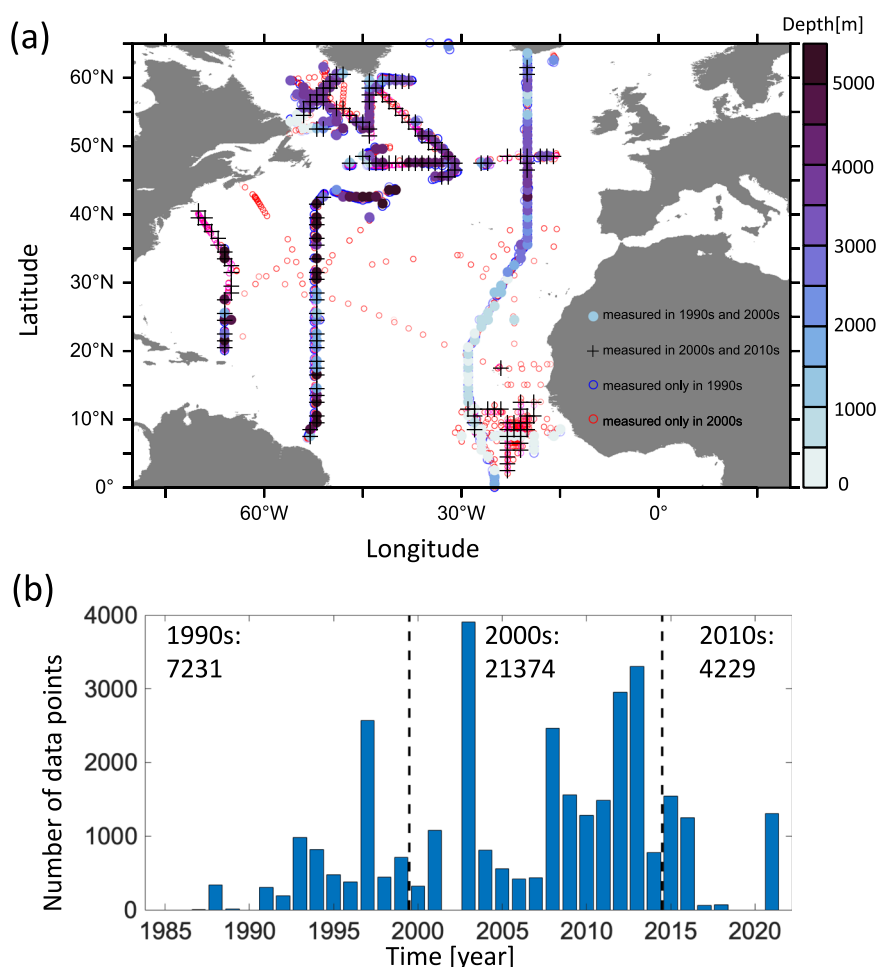 (a)
Depth[m]
60°N
50°N
40°N
30°N
20°N
10°N
0°
Latitude
measured in 1990s and 2000s
measured in 2000s and 2010s
measured only in 1990s
measured only in 2000s
5000
4000
3000
2000
1000
0
60°W
30°W
0°
Longitude
(b)
4000
3000
2000
1000
0
Number of data points
1990s:
7231
2000s:
21374
2010s:
4229
1985
1990
1995
2000
2005
2010
2015
2020
Time [year]